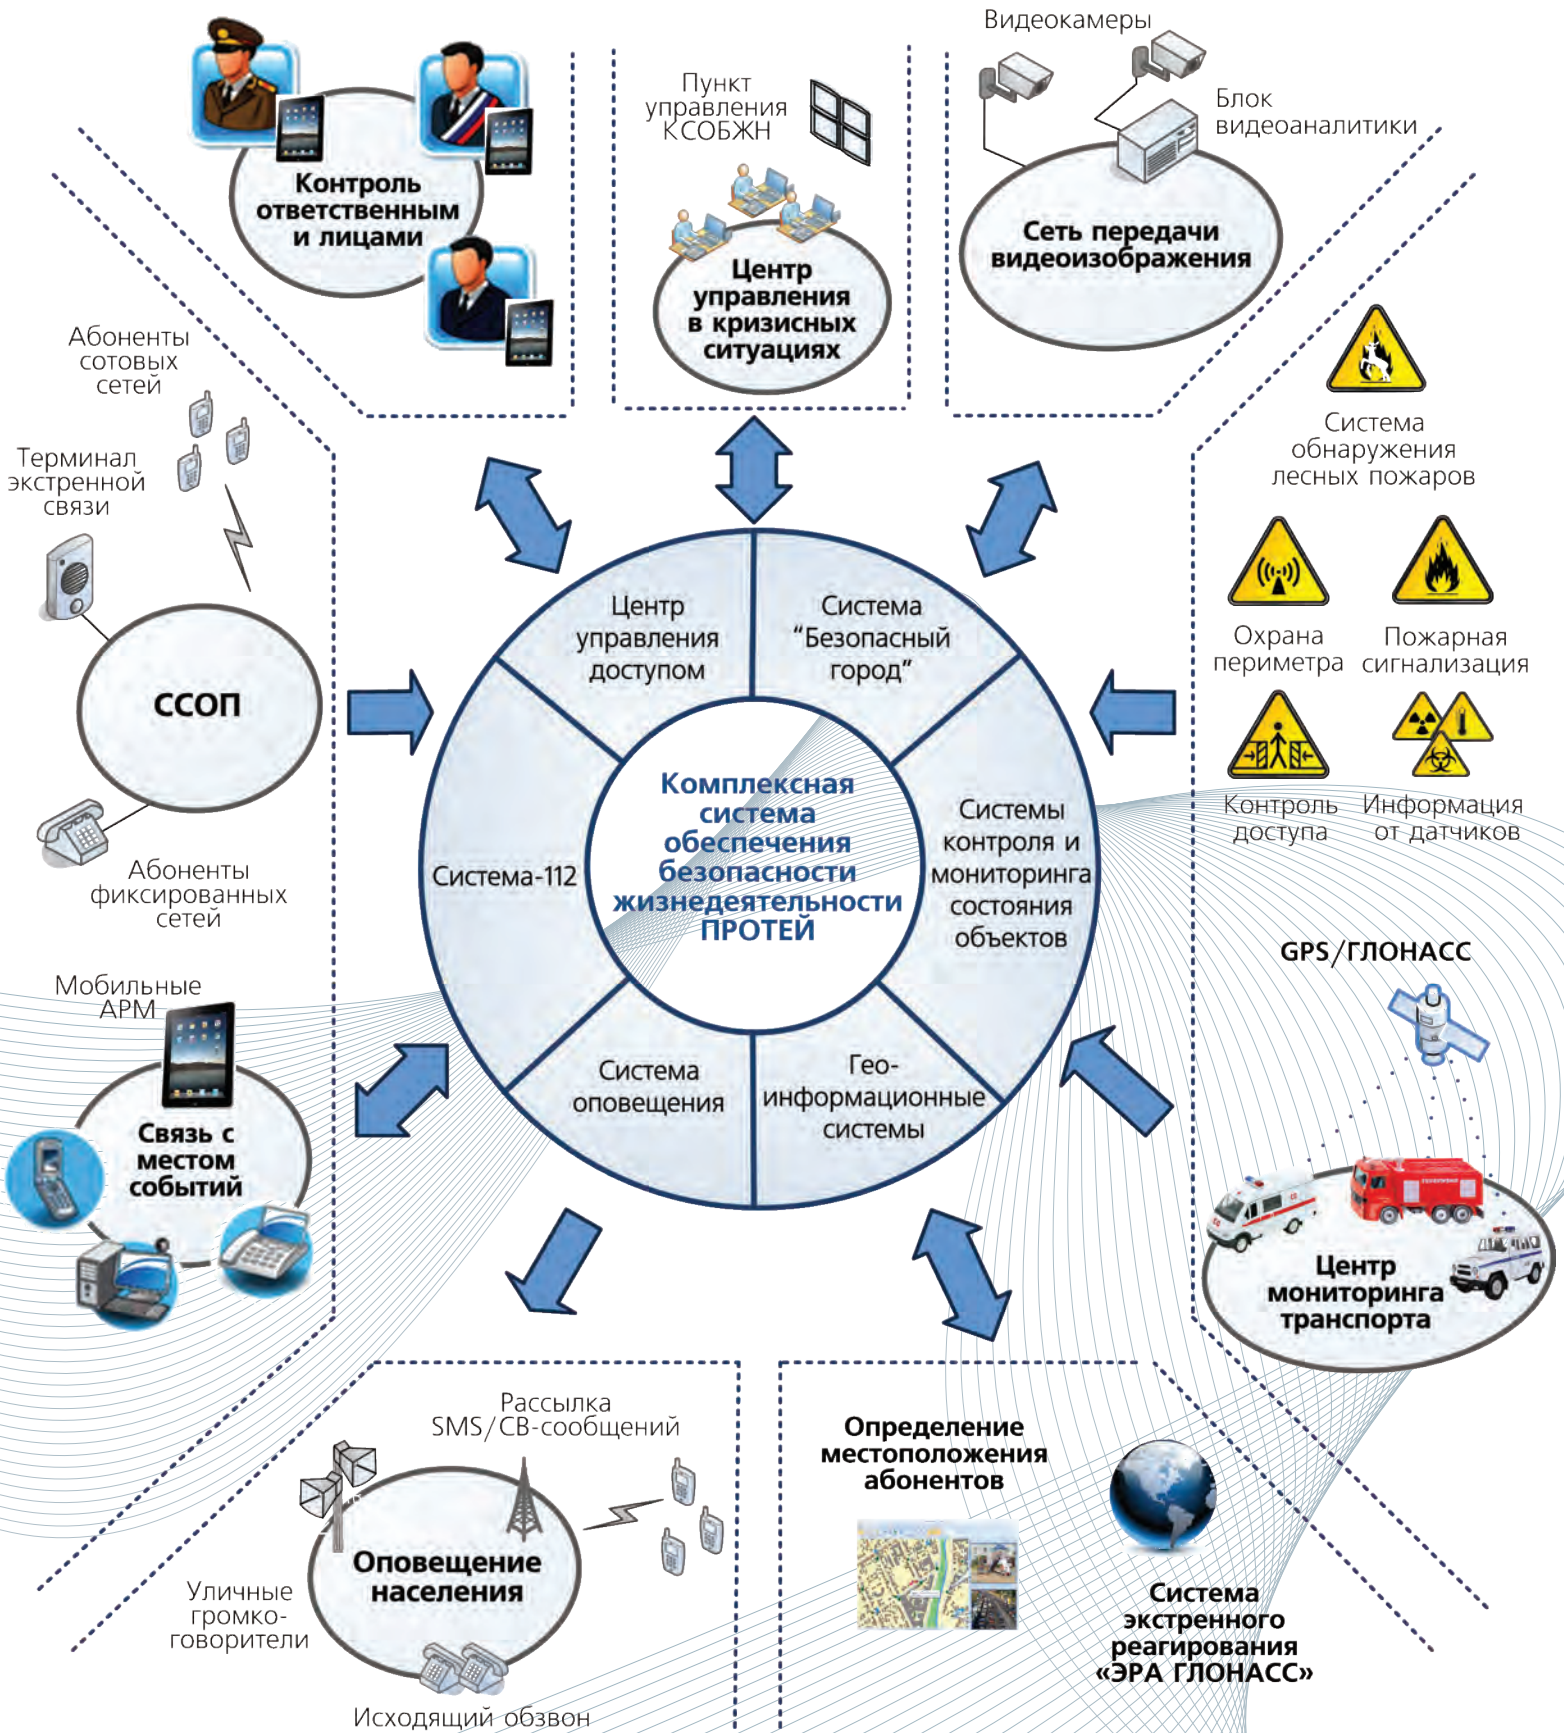 Видеокамеры
Блок
видеоаналитики
Сеть передачи
видеоизображения
Пункт
управления
КСОБЖН
Центр
управления
в кризисных
ситуациях
Контроль
ответственным
и лицами
Абоненты
сотовых
сетей
Терминал
экстренной
связи
ССОП
Абоненты
фиксированных
сетей
Система
обнаружения
лесных пожаров
Охрана
периметра
Пожарная
сигнализация
Контроль
доступа
Информация
от датчиков
Центр
управления
доступом
Система
"Безопасный
город"
Система-112
Комплексная
система
обеспечения
безопасности
жизнедеятельности
ПРОТЕЙ
Системы
контроля и
мониторинга
состояния
объектов
Система
оповещения
Гео-
информационные
системы
GPS/ГЛОНАСС
Центр
мониторинга
транспорта
Мобильные
АРМ
Связь с
местом
событий
Рассылка
SMS/CB-сообщений
Оповещение
населения
Уличные
громко-
говорители
Исходящий обзвон
Определение
местоположения
абонентов
Система
экстренного
реагирования
«ЭРА ГЛОНАСС»